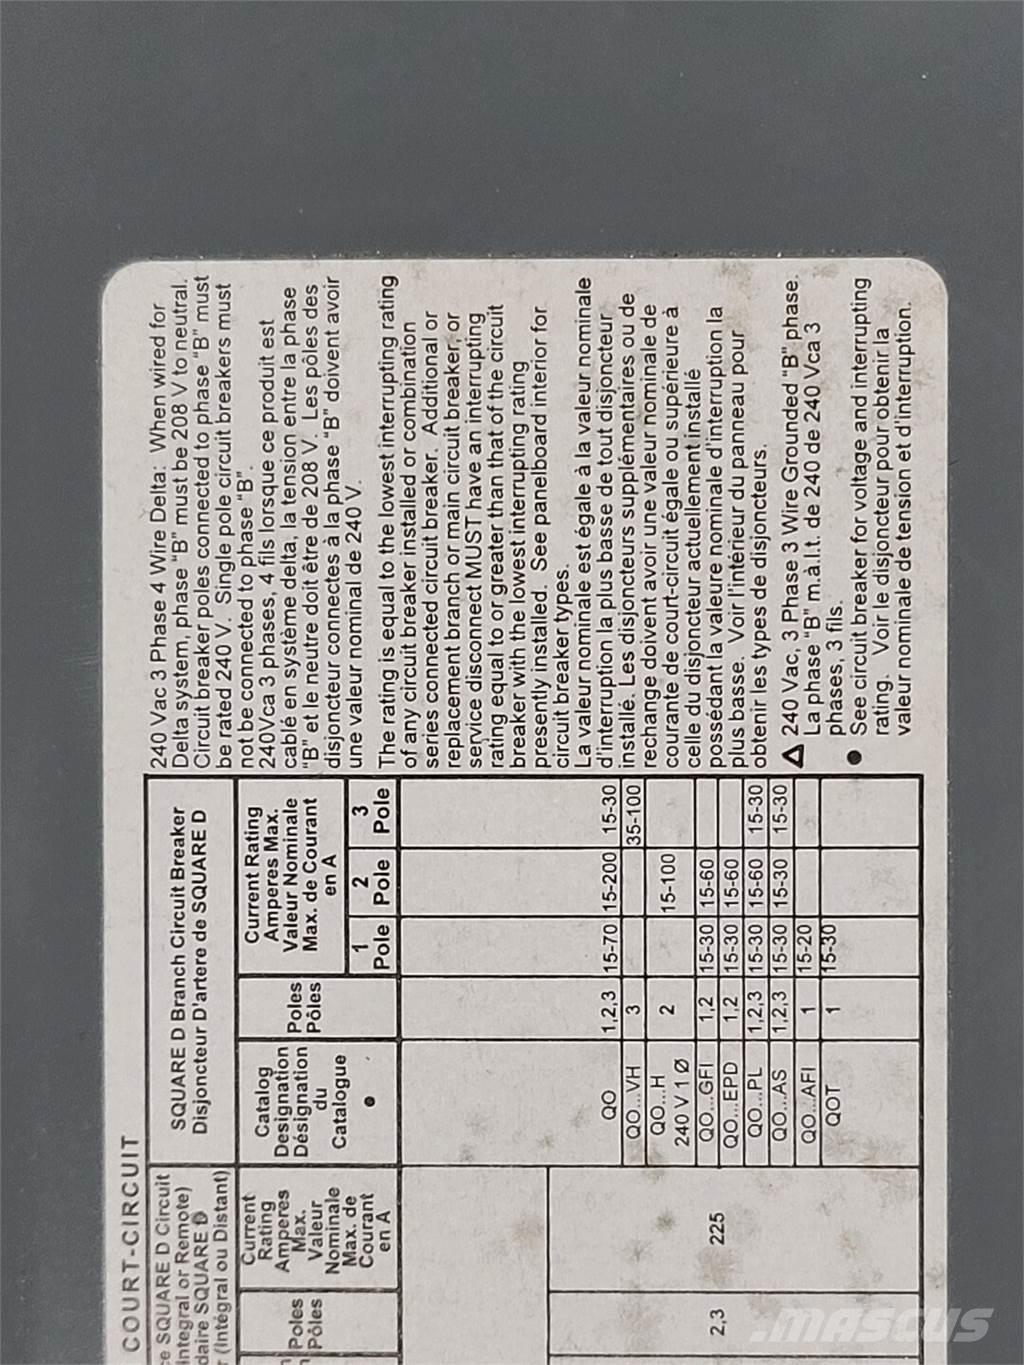 COURT-CIRCUIT
ce SQUARE D Circuit
Integral or Remote)
daire SQUARE D
r (Intégral ou Distant)
Poles
Pôles
Current
Rating
Amperes
Max.
Valeur
Nominale
Max. de
Courant
en A
2,3 225
SQUARE D Branch Circuit Breaker
Disjoncteur D'artere de SQUARE D
Catalog
Designation
Désignation
du
Catalogue
●
Poles
Pôles
Current Rating
Amperes Max.
Valeur Nominale
Max. de Courant
en A
1
Pole
2
Pole
3
Pole
QO 1,2,3 15-70 15-200 15-30
QO...VH 3 35-100
QO...H 2 15-100
240 V 1 Ø
QO...GFI 1,2 15-30 15-60
QO...EPD 1,2 15-30 15-60
QO...PL 1,2,3 15-30 15-60 15-30
QO...AS 1,2,3 15-30 15-30 15-30
QO...AFI 1 15-20
QOT 1 15-30
240 Vac 3 Phase 4 Wire Delta: When wired for
Delta system, phase "B" must be 208 V to neutral.
Circuit breaker poles connected to phase "B" must
be rated 240 V. Single pole circuit breakers must
not be connected to phase "B".
240Vca 3 phases, 4 fils lorsque ce produit est
cablé en système delta, la tension entre la phase
"B" et le neutre doit être de 208 V. Les pôles des
disjoncteur connectes à la phase "B" doivent avoir
une valeur nominal de 240 V.
The rating is equal to the lowest interrupting rating
of any circuit breaker installed or combination
series connected circuit breaker. Additional or
replacement branch or main circuit breaker, or
service disconnect MUST have an interrupting
rating equal to or greater than that of the circuit
breaker with the lowest interrupting rating
presently installed. See panelboard interior for
circuit breaker types.
La valeur nominale est égale à la valeur nominale
d'interruption la plus basse de tout disjoncteur
installé. Les disjoncteurs supplémentaires ou de
rechange doivent avoir une valeur nominale de
courante de court-circuit égale ou supérieure à
celle du disjoncteur actuellement installé
possédant la valeure nominale d'interruption la
plus basse. Voir l'intérieur du panneau pour
obtenir les types de disjoncteurs.
Δ 240 Vac, 3 Phase 3 Wire Grounded "B" phase.
La phase "B" m.à.l.t. de 240 de 240 Vca 3
phases, 3 fils.
● See circuit breaker for voltage and interrupting
rating. Voir le disjoncteur pour obtenir la
valeur nominale de tension et d'interruption.
.mascus